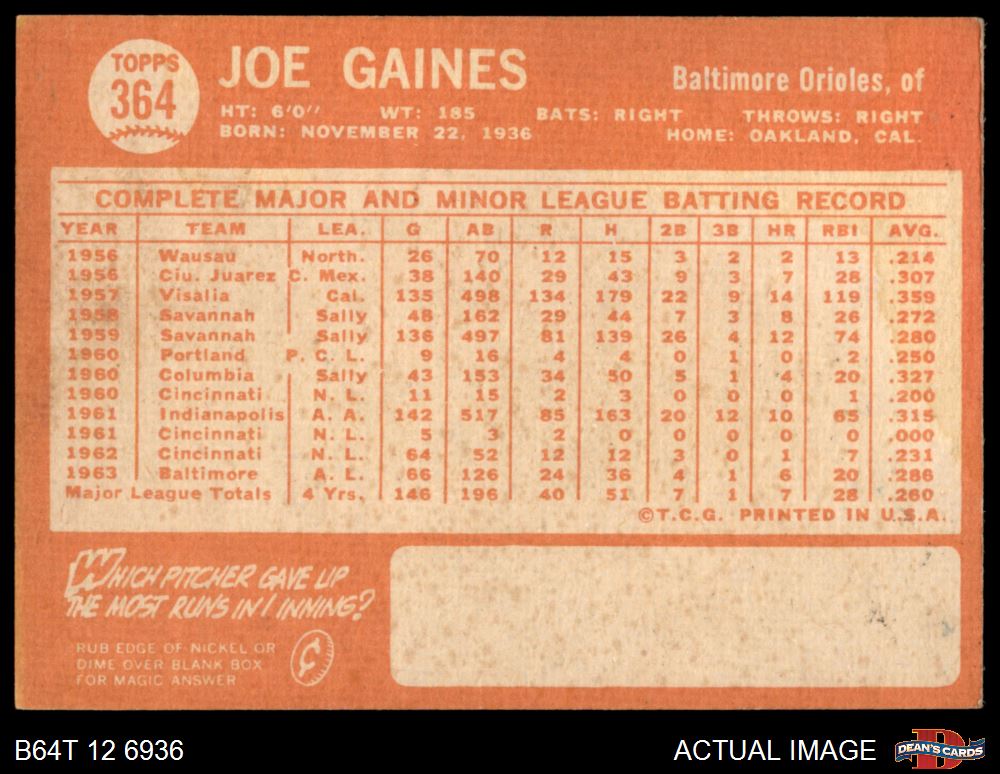 TOPPS
364
JOE GAINES
Baltimore Orioles, of
HT: 6'0" WT: 185 BATS: RIGHT THROWS: RIGHT
BORN: NOVEMBER 22, 1936 HOME: OAKLAND, CAL.
COMPLETE MAJOR AND MINOR LEAGUE BATTING RECORD
YEAR TEAM LEA. G AB R H 2B 3B HR RBI AVG.
1956 Wausau North. 26 70 12 15 3 2 2 13 .214
1956 Ciu. Juarez C. Mex. 38 140 29 43 9 3 7 28 .307
1957 Visalia Cal. 135 498 134 179 22 9 14 119 .359
1958 Savannah Sally 48 162 29 44 7 3 8 26 .272
1959 Savannah Sally 136 497 81 139 26 4 12 74 .280
1960 Portland P. C. L. 9 16 4 4 0 1 0 2 .250
1960 Columbia Sally 43 153 34 50 5 1 4 20 .327
1960 Cincinnati N. L. 11 15 2 3 0 0 0 1 .200
1961 Indianapolis A. A. 142 517 85 163 20 12 10 65 .315
1961 Cincinnati N. L. 5 3 2 0 0 0 0 0 .000
1962 Cincinnati N. L. 64 52 12 12 3 0 1 7 .231
1963 Baltimore A. L. 66 126 24 36 4 1 6 20 .286
Major League Totals 4 Yrs. 146 196 40 51 7 1 7 28 .260
©T.C.G. PRINTED IN U.S.A.
WHICH PITCHER GAVE UP
THE MOST RUNS IN 1 INNING?
RUB EDGE OF NICKEL OR
DIME OVER BLANK BOX
FOR MAGIC ANSWER
¢
B64T 12 6936 ACTUAL IMAGE
D
DEAN'S CARDS